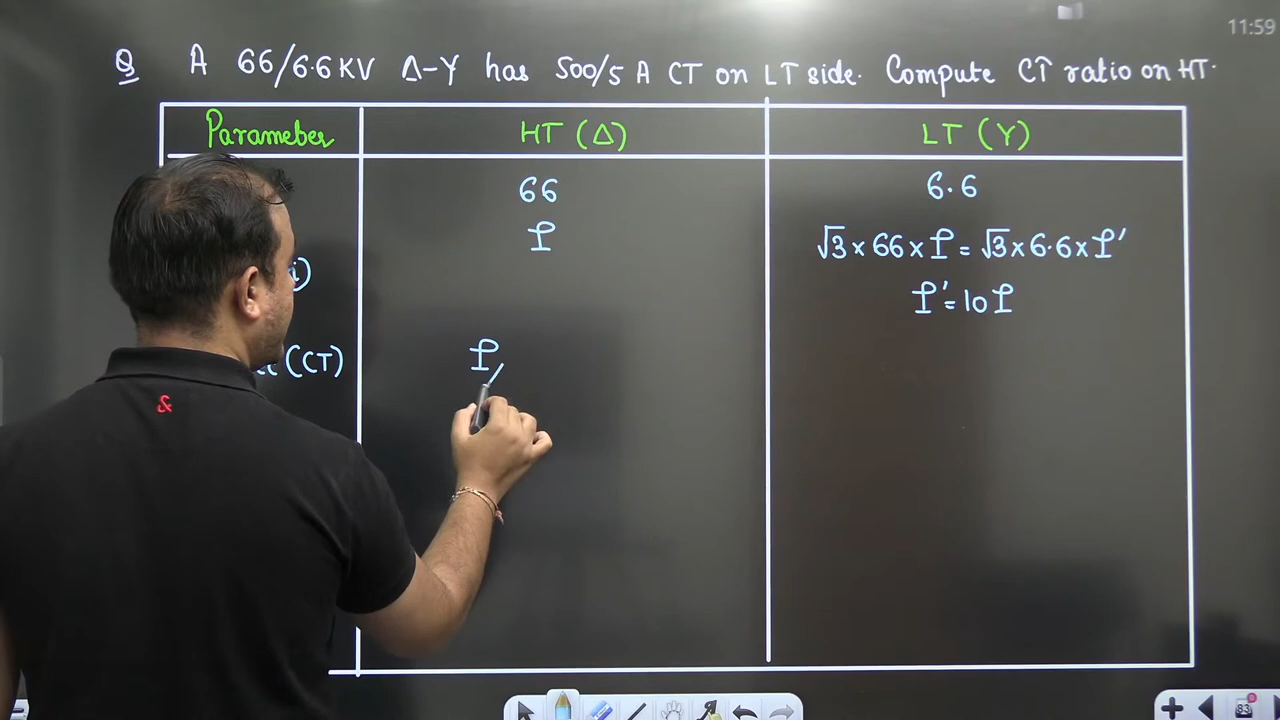 11:59
Q A 66/6.6 KV Δ-Y has 500/5 A CT on LT side. Compute CT ratio on HT.
Parameber HT (Δ) LT (Y)
66 6.6
I √3 × 66 × I = √3 × 6.6 × I'
i)
I' = 10 I
(CT) I/
83